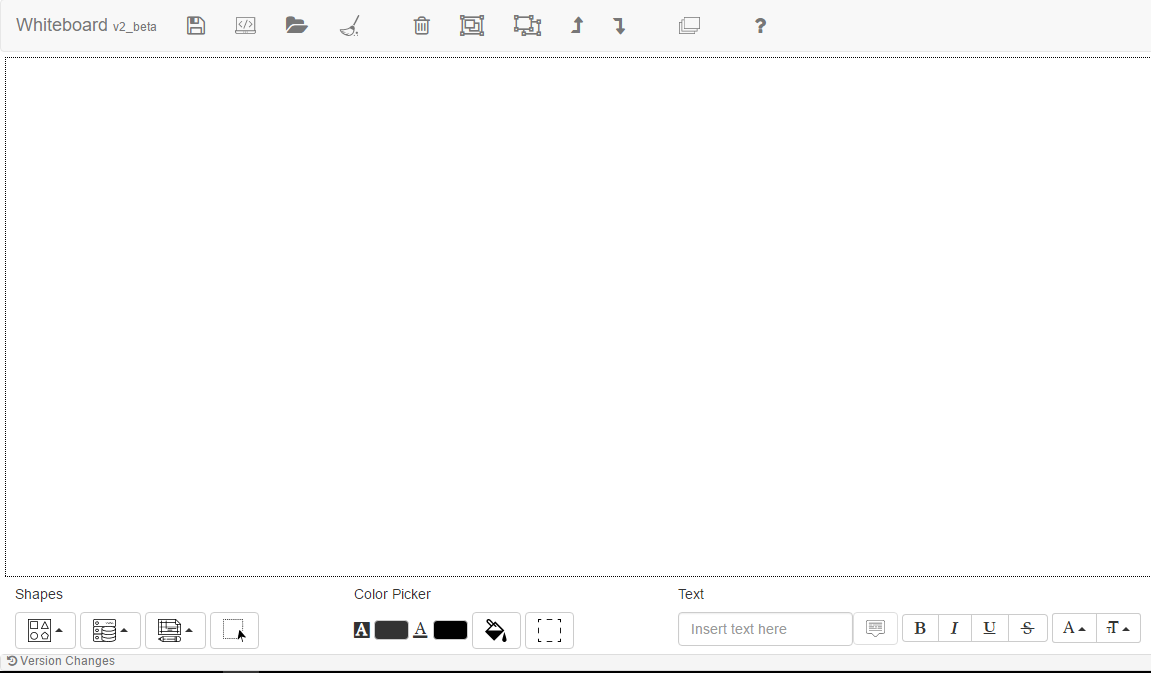 Whiteboard v2_beta
Shapes
Color Picker
Text
A A
Insert text here
B I U S A T
Version Changes